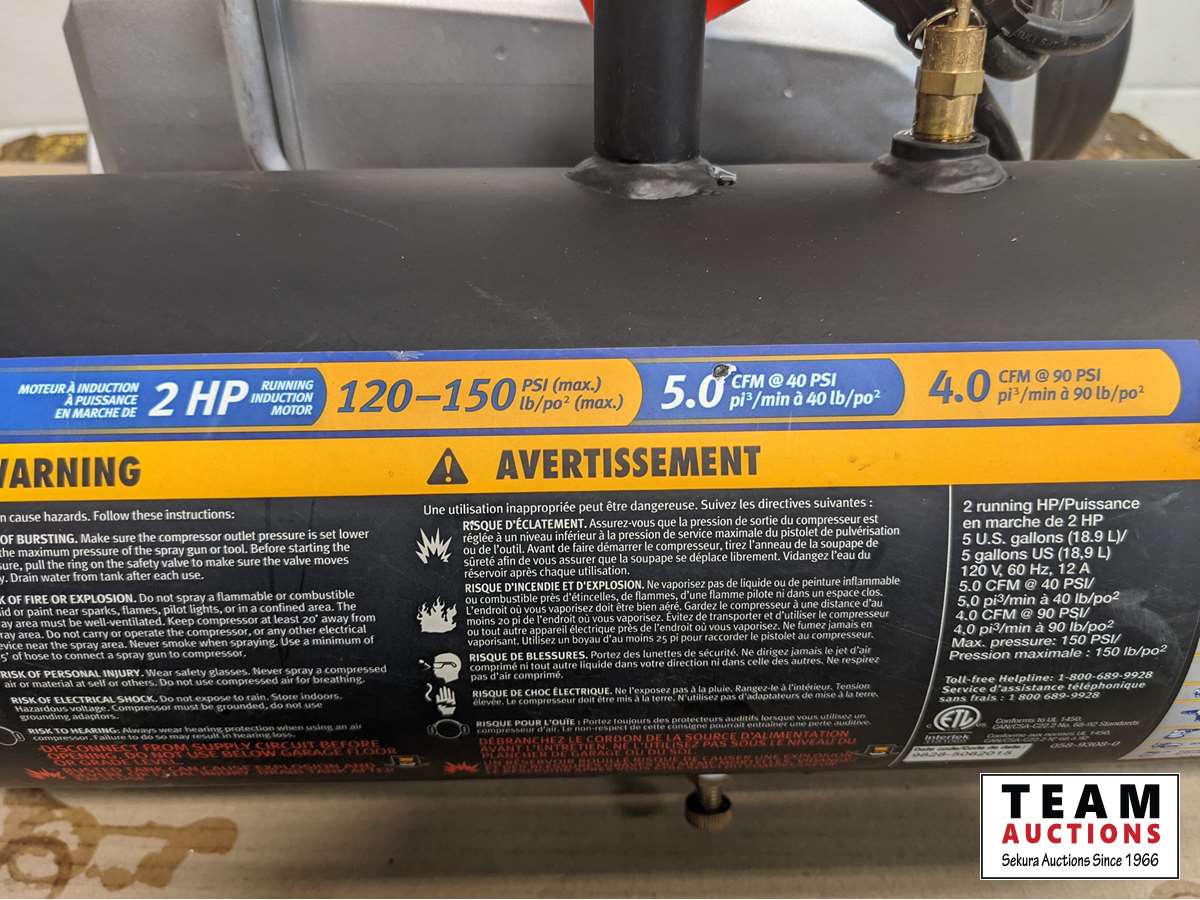 MOTEUR À INDUCTION
À PUISSANCE
EN MARCHE DE
2 HP
RUNNING
INDUCTION
MOTOR
120–150
PSI (max.)
lb/po² (max.)
5.0
CFM @ 40 PSI
pi³/min à 40 lb/po²
4.0
CFM @ 90 PSI
pi³/min à 90 lb/po²
WARNING
cause hazards. Follow these instructions:
OF BURSTING. Make sure the compressor outlet pressure is set lower
the maximum pressure of the spray gun or tool. Before starting the
pull the ring on the safety valve to make sure the valve moves
Drain water from tank after each use.
OF FIRE OR EXPLOSION. Do not spray a flammable or combustible
or paint near sparks, flames, pilot lights, or in a confined area. The
area must be well-ventilated. Keep compressor at least 20' away from
area. Do not carry or operate the compressor, or any other electrical
near the spray area. Never smoke when spraying. Use a minimum of
of hose to connect a spray gun to compressor.
RISK OF PERSONAL INJURY. Wear safety glasses. Never spray a compressed
air or material at self or others. Do not use compressed air for breathing.
RISK OF ELECTRICAL SHOCK. Do not expose to rain. Store indoors.
Hazardous voltage. Compressor must be grounded, do not use
grounding adaptors.
RISK TO HEARING: Always wear hearing protection when using an air
compressor. Failure to do so may result in hearing loss.
DISCONNECT FROM SUPPLY CIRCUIT BEFORE
OR GRADE LEVEL.
AVERTISSEMENT
Une utilisation inappropriée peut être dangereuse. Suivez les directives suivantes :
RISQUE D'ÉCLATEMENT. Assurez-vous que la pression de sortie du compresseur est
réglée à un niveau inférieur à la pression de service maximale du pistolet de pulvérisation
ou de l'outil. Avant de faire démarrer le compresseur, tirez l'anneau de la soupape de
sûreté afin de vous assurer que la soupape se déplace librement. Vidangez l'eau du
réservoir après chaque utilisation.
RISQUE D'INCENDIE ET D'EXPLOSION. Ne vaporisez pas de liquide ou de peinture inflammable
ou combustible près d'étincelles, de flammes, d'une flamme pilote ni dans un espace clos.
L'endroit où vous vaporisez doit être bien aéré. Gardez le compresseur à une distance d'au
moins 20 pi de l'endroit où vous vaporisez. Évitez de transporter et d'utiliser le compresseur
ou tout autre appareil électrique près de l'endroit où vous vaporisez. Ne fumez jamais en
vaporisant. Utilisez un boyau d'au moins 25 pi pour raccorder le pistolet au compresseur.
RISQUE DE BLESSURES. Portez des lunettes de sécurité. Ne dirigez jamais le jet d'air
comprimé ni tout autre liquide dans votre direction ni dans celle des autres. Ne respirez
pas d'air comprimé.
RISQUE DE CHOC ÉLECTRIQUE. Ne l'exposez pas à la pluie. Rangez-le à l'intérieur. Tension
élevée. Le compresseur doit être mis à la terre. N'utilisez pas d'adaptateurs de mise à la terre.
RISQUE POUR L'OUÏE : Portez toujours des protecteurs auditifs lorsque vous utilisez un
compresseur d'air. Le non-respect de cette consigne pourrait entraîner une perte auditive.
DÉBRANCHEZ LE CORDON DE LA SOURCE D'ALIMENTATION
AVANT L'ENTRETIEN. NE L'UTILISEZ PAS SOUS LE NIVEAU DU
2 running HP/Puissance
en marche de 2 HP
5 U.S. gallons (18.9 L)/
5 gallons US (18,9 L)
120 V, 60 Hz, 12 A
5.0 CFM @ 40 PSI/
5,0 pi³/min à 40 lb/po²
4.0 CFM @ 90 PSI/
4,0 pi³/min à 90 lb/po²
Max. pressure: 150 PSI/
Pression maximale : 150 lb/po²
Toll-free Helpline: 1-800-689-9928
Service d'assistance téléphonique
sans frais : 1 800 689-9928
ETL
Intertek
Conforms to UL 1450,
CAN/CSA-C22.2 No. 68-92 Standards
Conforme aux normes UL 1450,
058-9308-0
TEAM
AUCTIONS
Sekura Auctions Since 1966